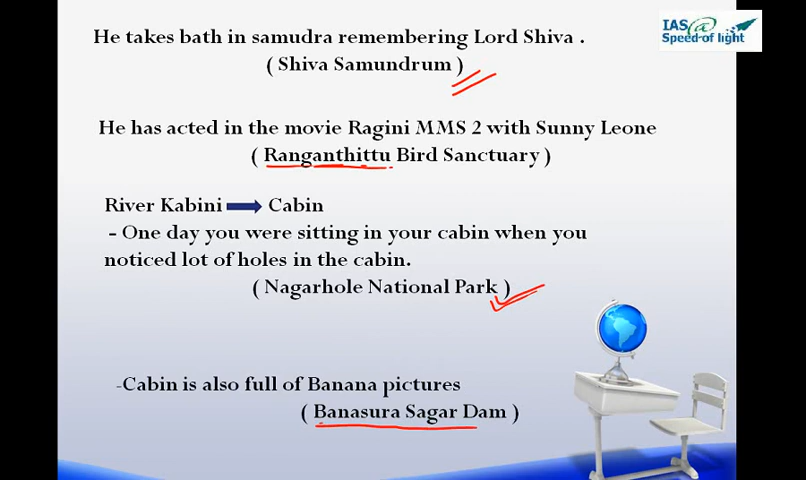 IAS@
Speed of light
He takes bath in samudra remembering Lord Shiva .
( Shiva Samundrum )
He has acted in the movie Ragini MMS 2 with Sunny Leone
( Ranganthittu Bird Sanctuary )
River Kabini Cabin
- One day you were sitting in your cabin when you
noticed lot of holes in the cabin.
( Nagarhole National Park )
-Cabin is also full of Banana pictures
( Banasura Sagar Dam )